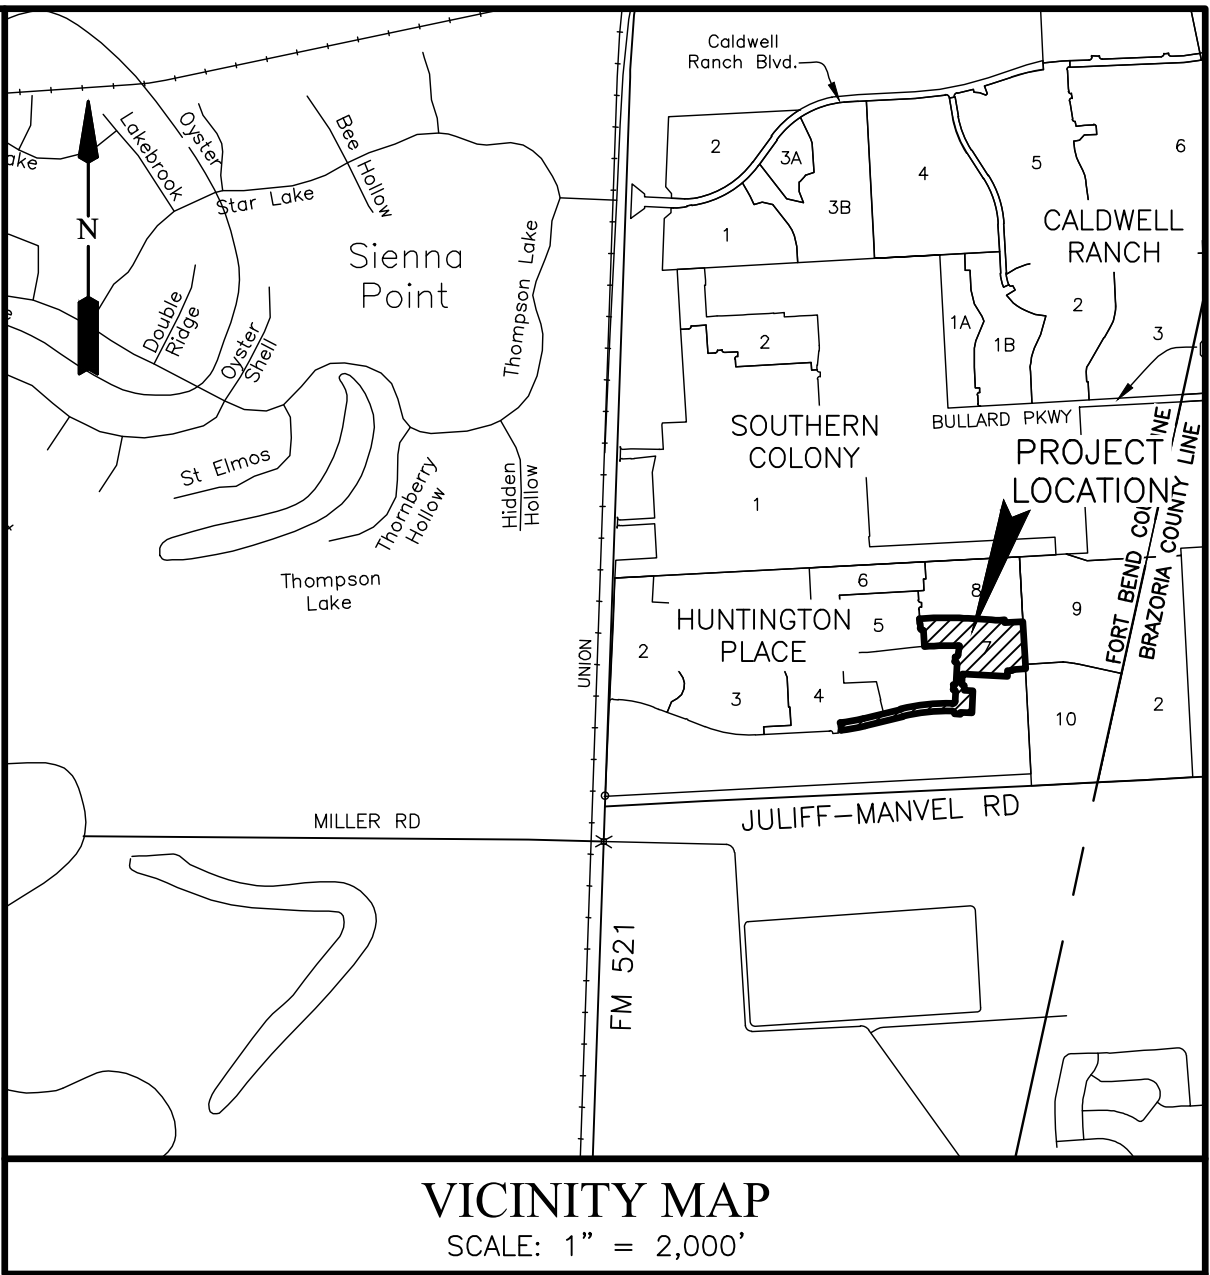 Caldwell
Ranch Blvd.
Lakebrook
Oyster
Bee Hollow
ake
Star Lake
N
Sienna
Point
Thompson Lake
Double
Ridge
Oyster
Shell
St Elmos
Thornberry
Hollow
Hidden
Hollow
Thompson
Lake
2
3A
3B
4
5
6
1
CALDWELL
RANCH
2
3
1A
1B
2
SOUTHERN
COLONY
1
BULLARD PKWY
PROJECT
LOCATION
FORT BEND COUNTY LINE
BRAZORIA COUNTY LINE
6
8
9
HUNTINGTON
PLACE
5
7
2
3
4
10
2
UNION
MILLER RD
JULIFF-MANVEL RD
FM 521
VICINITY MAP
SCALE: 1" = 2,000'